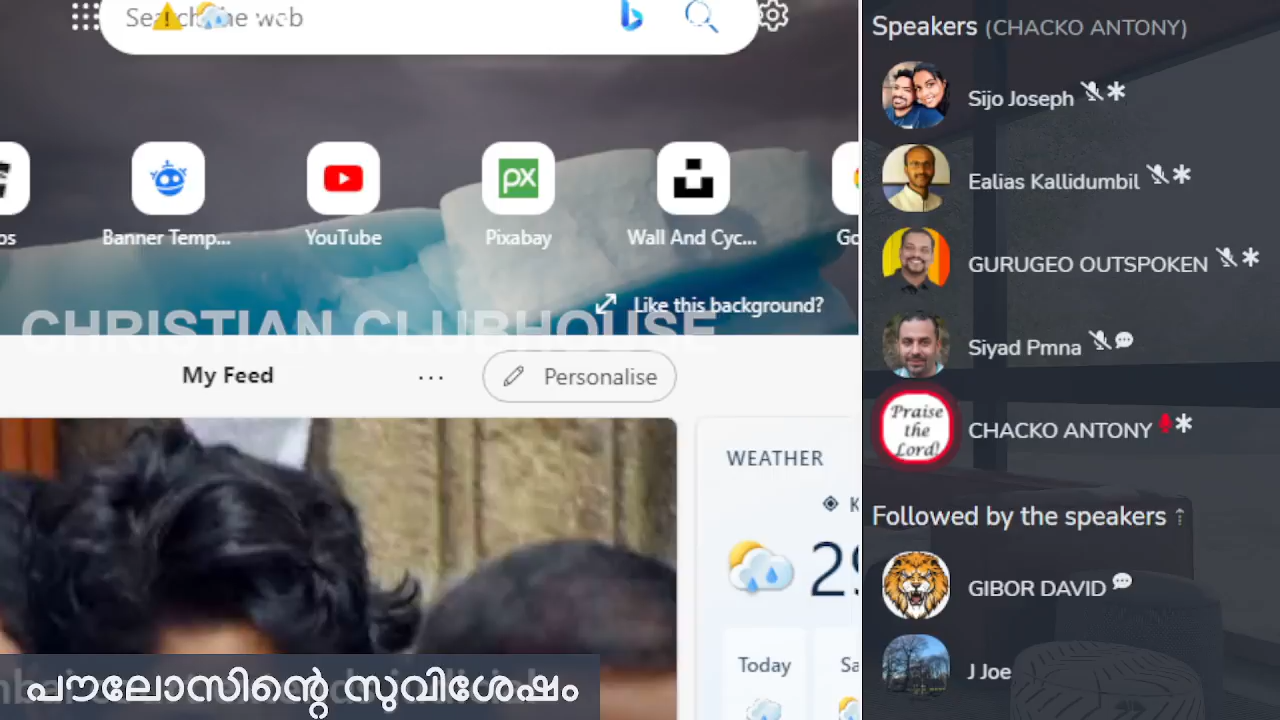 Search the web
Banner Temp...
YouTube
Pixabay
Wall And Cyc...
Like this background?
CHRISTIAN CLUBHOUSE
My Feed
...
Personalise
WEATHER
Today
പൗലോസിന്റെ സുവിശേഷം
Speakers (CHACKO ANTONY)
Sijo Joseph
Ealias Kallidumbil
GURUGEO OUTSPOKEN
Siyad Pmna
Praise
the
Lord!
CHACKO ANTONY
Followed by the speakers
GIBOR DAVID
J Joe